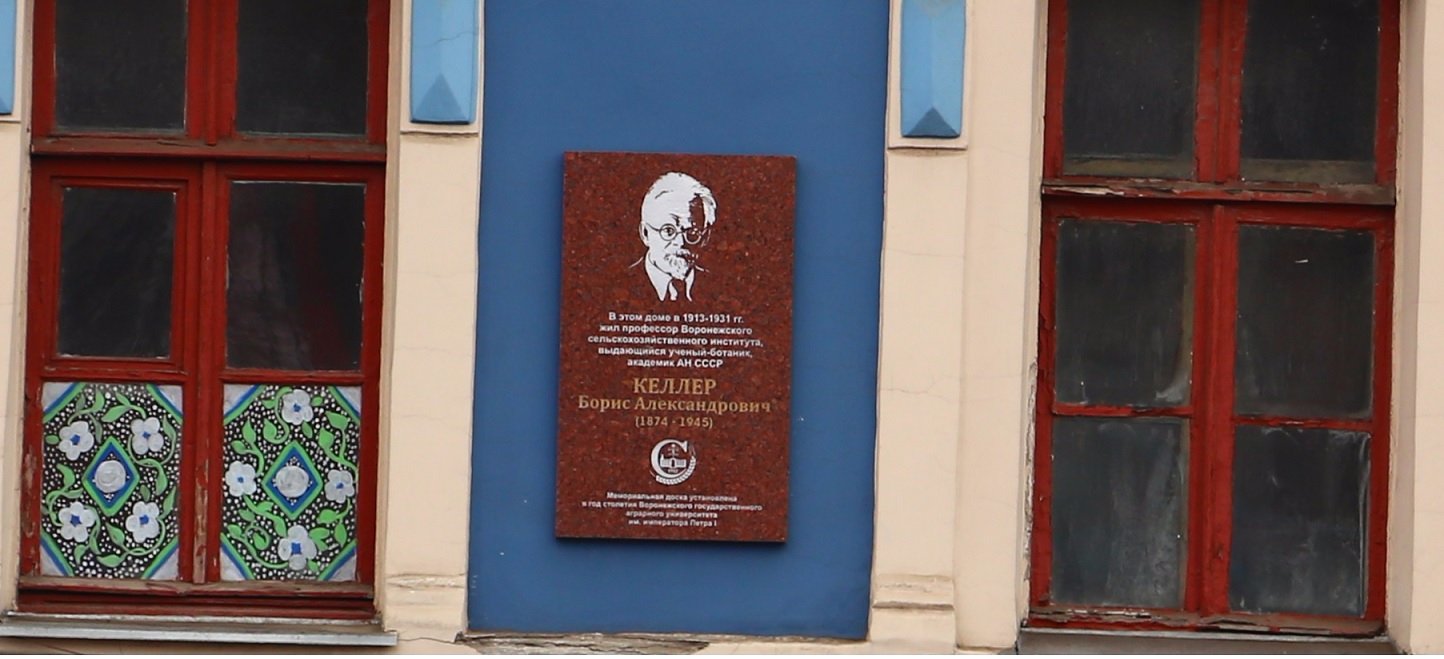 В этом доме в 1913-1931 гг.
жил профессор Воронежского
сельскохозяйственного института,
выдающийся ученый-ботаник,
академик АН СССР
КЕЛЛЕР
Борис Александрович
(1874 - 1945)
Мемориальная доска установлена
в год столетия Воронежского государственного
аграрного университета
им. императора Петра I